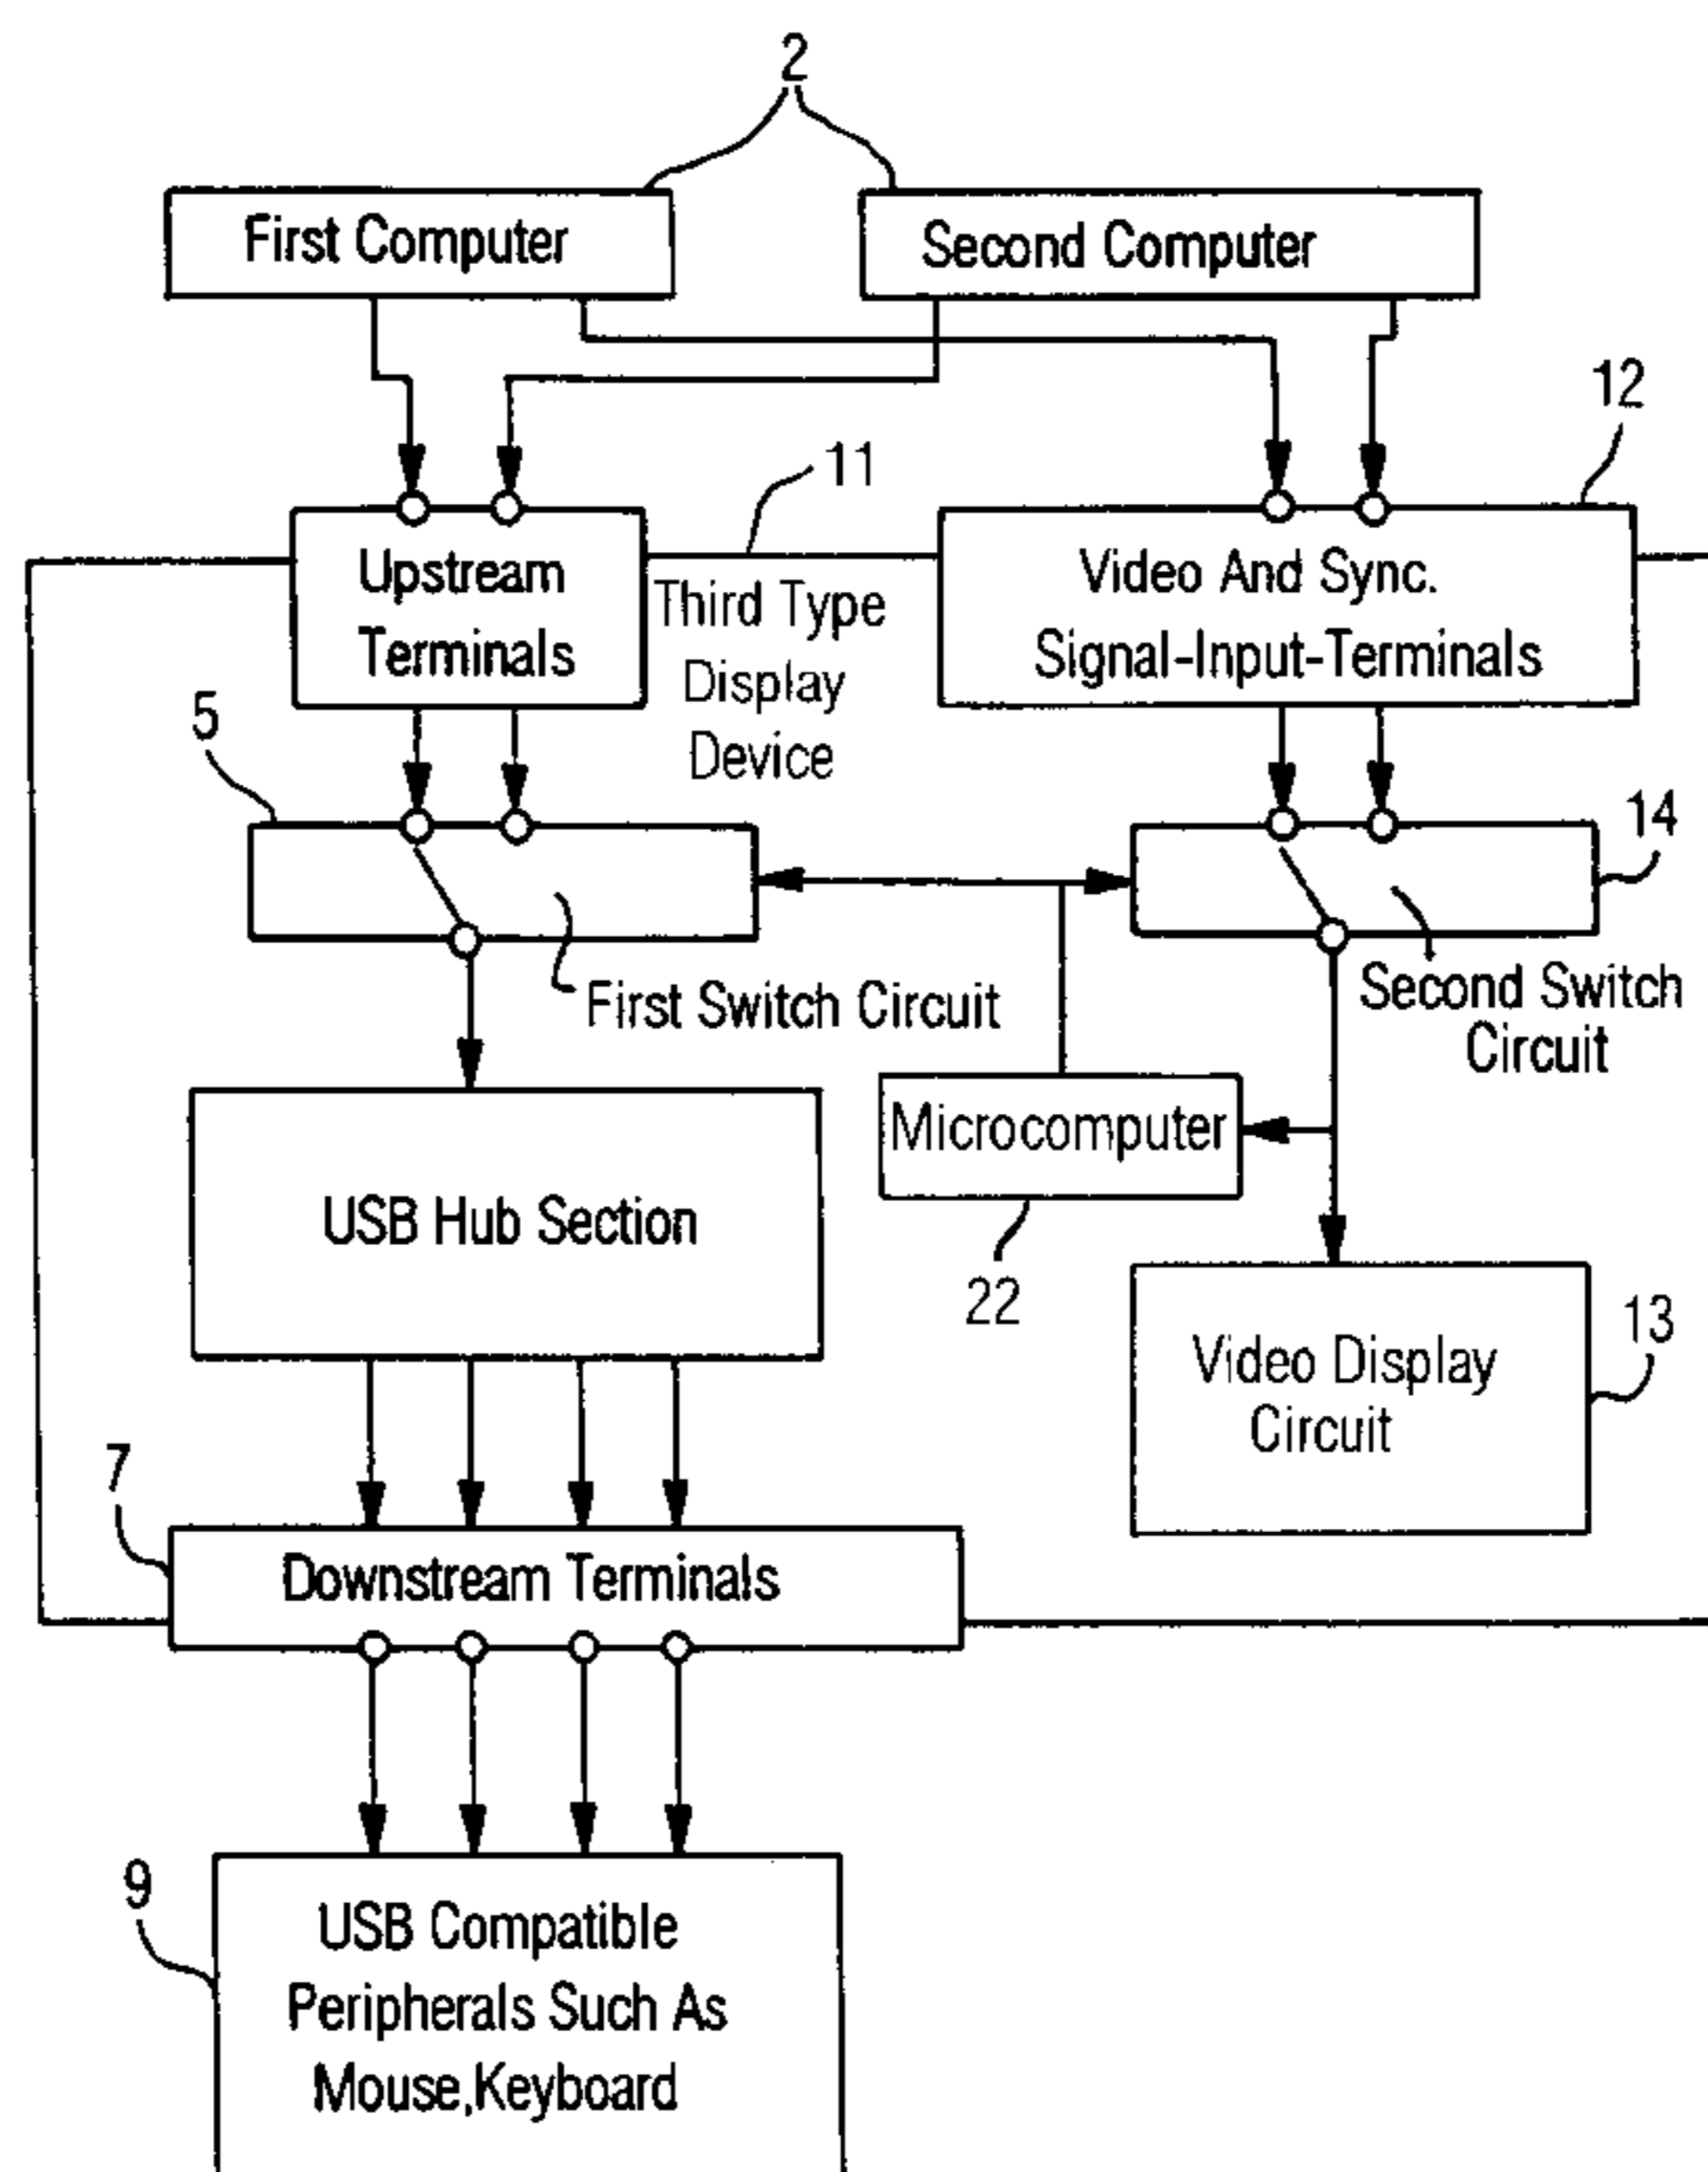 2
First Computer
Second Computer
12
11
Upstream
Terminals
Third Type
Display
Device
Video And Sync.
Signal-Input-Terminals
5
14
First Switch Circuit
Second Switch
Circuit
Microcomputer
22
USB Hub Section
13
Video Display
Circuit
7
Downstream Terminals
9
USB Compatible
Peripherals Such As
Mouse,Keyboard